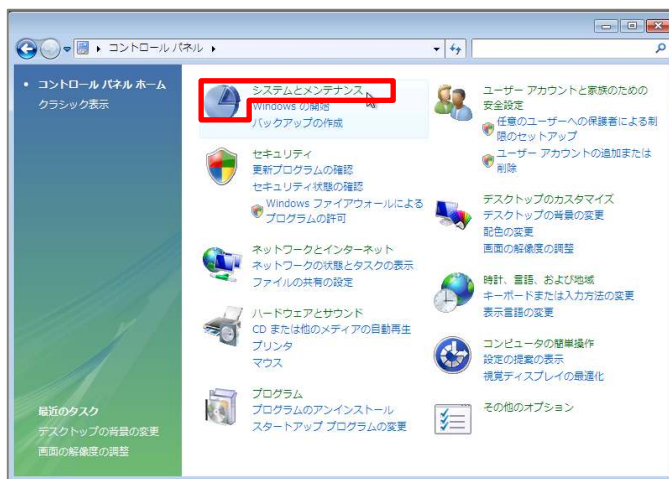 コントロール パネル
コントロール パネル ホーム
クラシック表示
システムとメンテナンス
Windows の開始
バックアップの作成
セキュリティ
更新プログラムの確認
セキュリティ状態の確認
Windows ファイアウォールによる
プログラムの許可
ネットワークとインターネット
ネットワークの状態とタスクの表示
ファイルの共有の設定
ハードウェアとサウンド
CD または他のメディアの自動再生
プリンタ
マウス
プログラム
プログラムのアンインストール
スタートアップ プログラムの変更
ユーザー アカウントと家族のための
安全設定
任意のユーザーへの保護者による制
限のセットアップ
ユーザー アカウントの追加または
削除
デスクトップのカスタマイズ
デスクトップの背景の変更
配色の変更
画面の解像度の調整
時計、言語、および地域
キーボードまたは入力方法の変更
表示言語の変更
コンピュータの簡単操作
設定の提案の表示
視覚ディスプレイの最適化
その他のオプション
最近のタスク
デスクトップの背景の変更
画面の解像度の調整